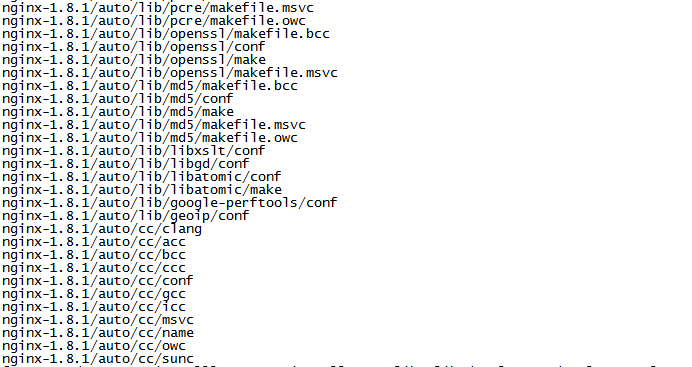 nginx-1.8.1/auto/lib/pcre/makefile.msvc
nginx-1.8.1/auto/lib/pcre/makefile.owc
nginx-1.8.1/auto/lib/openssl/makefile.bcc
nginx-1.8.1/auto/lib/openssl/conf
nginx-1.8.1/auto/lib/openssl/make
nginx-1.8.1/auto/lib/openssl/makefile.msvc
nginx-1.8.1/auto/lib/md5/makefile.bcc
nginx-1.8.1/auto/lib/md5/conf
nginx-1.8.1/auto/lib/md5/make
nginx-1.8.1/auto/lib/md5/makefile.msvc
nginx-1.8.1/auto/lib/md5/makefile.owc
nginx-1.8.1/auto/lib/libxslt/conf
nginx-1.8.1/auto/lib/libgd/conf
nginx-1.8.1/auto/lib/libatomic/conf
nginx-1.8.1/auto/lib/libatomic/make
nginx-1.8.1/auto/lib/google-perftools/conf
nginx-1.8.1/auto/lib/geoip/conf
nginx-1.8.1/auto/cc/clang
nginx-1.8.1/auto/cc/acc
nginx-1.8.1/auto/cc/bcc
nginx-1.8.1/auto/cc/ccc
nginx-1.8.1/auto/cc/conf
nginx-1.8.1/auto/cc/gcc
nginx-1.8.1/auto/cc/icc
nginx-1.8.1/auto/cc/msvc
nginx-1.8.1/auto/cc/name
nginx-1.8.1/auto/cc/owc
nginx-1.8.1/auto/cc/sunc